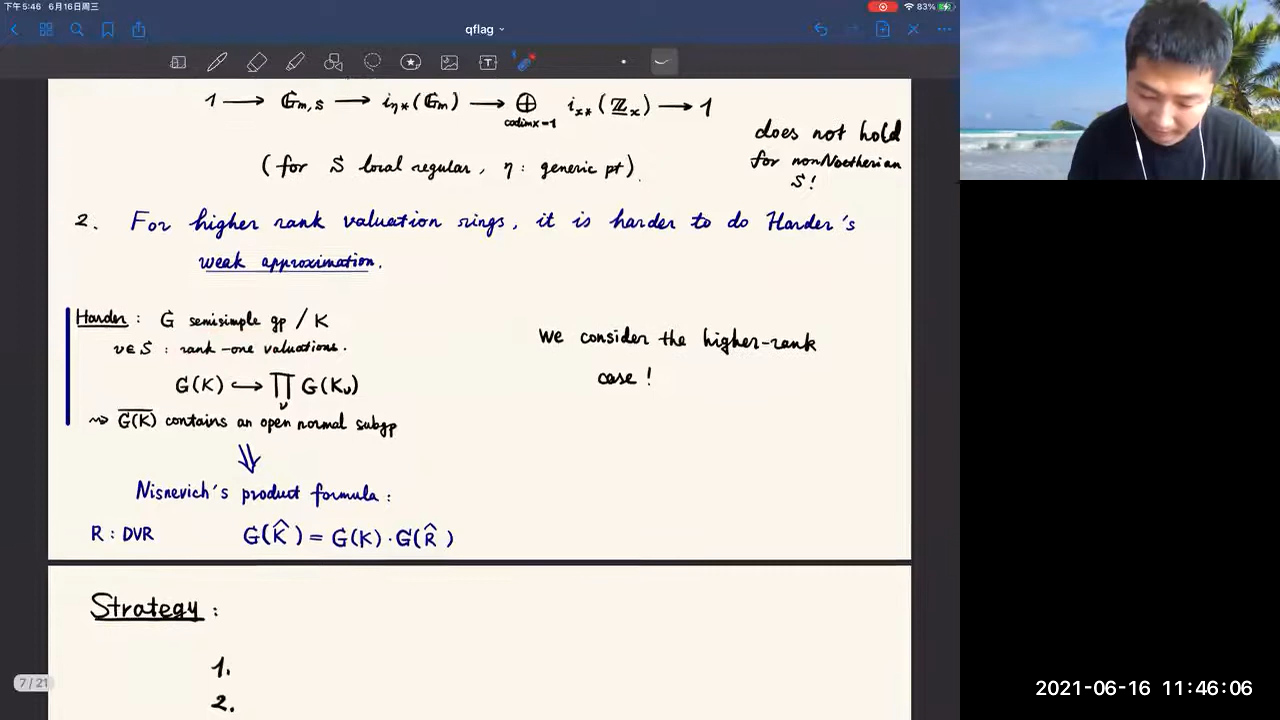 下午5:46 6月16日周三
83%
qflag
1 → 𝔾m,S → iη*(𝔾m) → ⊕codim x=1 ix*(ℤx) → 1
does not hold
for nonNoetherian
S!
(for S local regular, η: generic pt).
2. For higher rank valuation rings, it is harder to do Harder's
weak approximation.
Harder: G semisimple gp / K
v∈S: rank-one valuations.
G(K) ↪ ∏v G(Kv)
⇝ \overline{G(K)} contains an open normal subgp
We consider the higher-rank
case!
⇓
Nisnevich's product formula:
R: DVR G(K̂) = G(K)·G(R̂)
Strategy:
1.
2.
7 / 21
2021-06-16 11:46:06